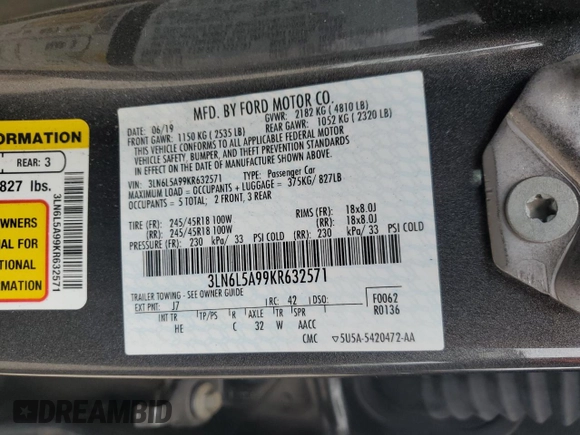 MFD. BY FORD MOTOR CO.
DATE: 06/19 GVWR: 2182 KG ( 4810 LB)
FRONT GAWR: 1150 KG ( 2535 LB) REAR GAWR: 1052 KG ( 2320 LB)
THIS VEHICLE CONFORMS TO ALL APPLICABLE FEDERAL MOTOR
VEHICLE SAFETY, BUMPER, AND THEFT PREVENTION STANDARDS
IN EFFECT ON THE DATE OF MANUFACTURE SHOWN ABOVE.
VIN: 3LN6L5A99KR632571 TYPE: Passenger Car
MAXIMUM LOAD = OCCUPANTS + LUGGAGE = 375KG/ 827LB
OCCUPANTS = 5 TOTAL; 2 FRONT, 3 REAR
TIRE (FR): 245/45R18 100W RIMS (FR): 18x8.0J
(RR): 245/45R18 100W (RR): 18x8.0J
PRESSURE (FR): 230 kPa/ 33 PSI COLD (RR): 230 kPa/ 33 PSI COLD
3LN6L5A99KR632571
TRAILER TOWING - SEE OWNER GUIDE
EXT PNT: J7 RC: 42 DSO: F0062
INT TR TP/PS R AXLE TR SPR R0136
HE C 32 W AACC
CMC ▽5U5A-5420472-AA
ORMATION
REAR: 3
827 lbs.
OWNERS
AL FOR
TIONAL
MATION
3LN6L5A99KR632571
DREAMBID